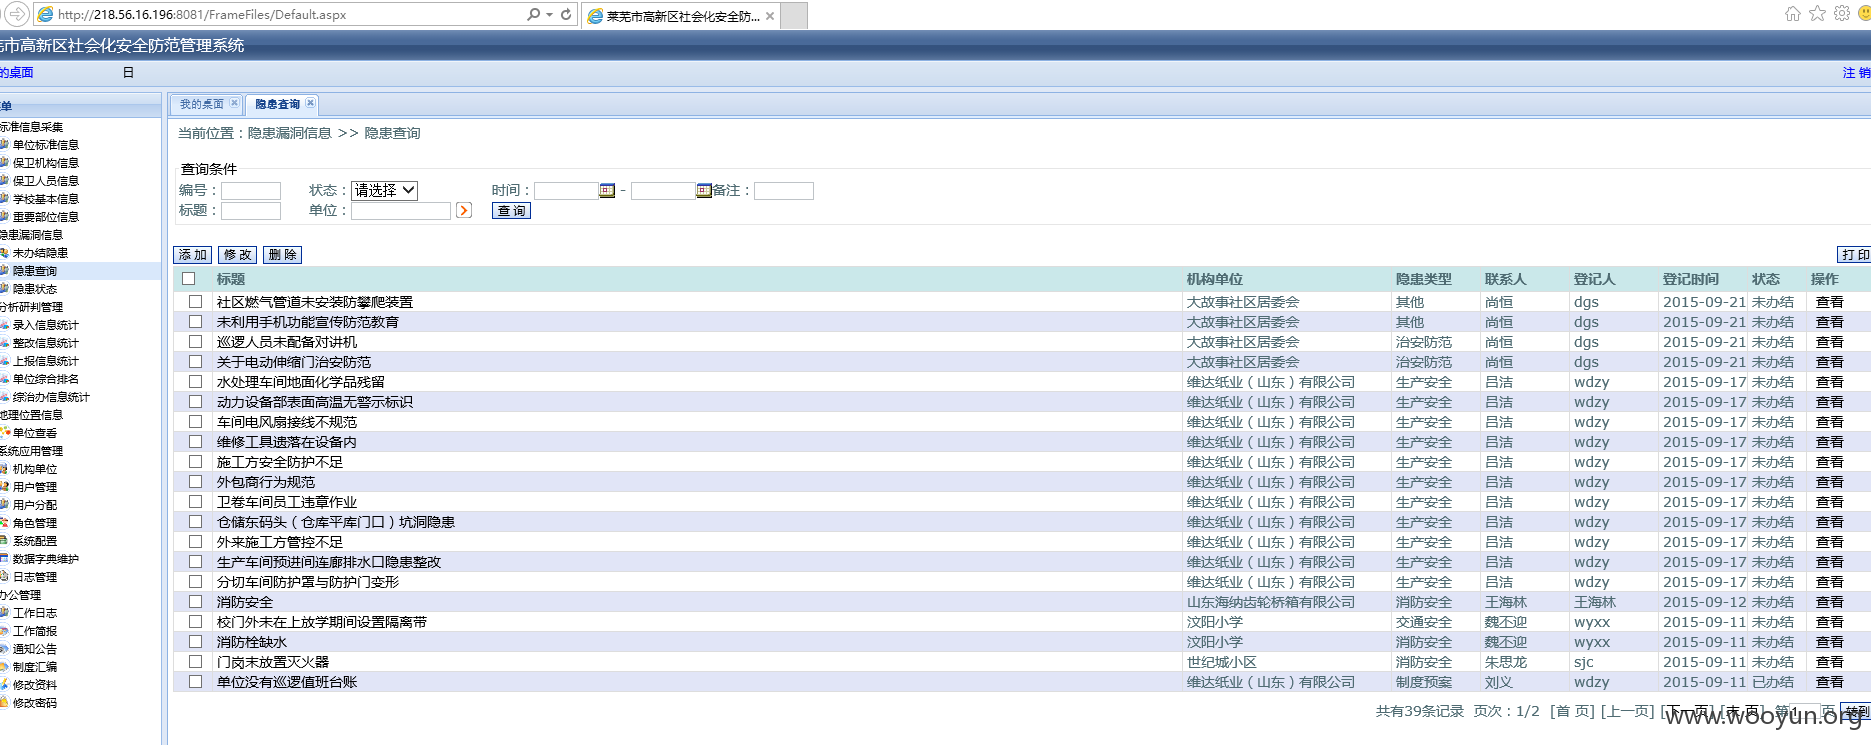 http://218.56.16.196:8081/FrameFiles/Default.aspx
莱芜市高新区社会化安全防...
市高新区社会化安全防范管理系统
的桌面 日 注 销
单
我的桌面 隐患查询
当前位置：隐患漏洞信息 >> 隐患查询
标准信息采集
单位标准信息
保卫机构信息
保卫人员信息
学校基本信息
重要部位信息
隐患漏洞信息
未办结隐患
隐患查询
隐患状态
分析研判管理
录入信息统计
整改信息统计
上报信息统计
单位综合排名
综治办信息统计
地理位置信息
单位查看
系统应用管理
机构单位
用户管理
用户分配
角色管理
系统配置
数据字典维护
日志管理
办公管理
工作日志
工作简报
通知公告
制度汇编
修改资料
修改密码
查询条件
编号： 状态：请选择 时间： - 备注：
标题： 单位： 查 询
添 加 修 改 删 除 打 印
标题 机构单位 隐患类型 联系人 登记人 登记时间 状态 操作
社区燃气管道未安装防攀爬装置 大故事社区居委会 其他 尚恒 dgs 2015-09-21 未办结 查看
未利用手机功能宣传防范教育 大故事社区居委会 其他 尚恒 dgs 2015-09-21 未办结 查看
巡逻人员未配备对讲机 大故事社区居委会 治安防范 尚恒 dgs 2015-09-21 未办结 查看
关于电动伸缩门治安防范 大故事社区居委会 治安防范 尚恒 dgs 2015-09-21 未办结 查看
水处理车间地面化学品残留 维达纸业（山东）有限公司 生产安全 吕洁 wdzy 2015-09-17 未办结 查看
动力设备部表面高温无警示标识 维达纸业（山东）有限公司 生产安全 吕洁 wdzy 2015-09-17 未办结 查看
车间电风扇接线不规范 维达纸业（山东）有限公司 生产安全 吕洁 wdzy 2015-09-17 未办结 查看
维修工具遗落在设备内 维达纸业（山东）有限公司 生产安全 吕洁 wdzy 2015-09-17 未办结 查看
施工方安全防护不足 维达纸业（山东）有限公司 生产安全 吕洁 wdzy 2015-09-17 未办结 查看
外包商行为规范 维达纸业（山东）有限公司 生产安全 吕洁 wdzy 2015-09-17 未办结 查看
卫卷车间员工违章作业 维达纸业（山东）有限公司 生产安全 吕洁 wdzy 2015-09-17 未办结 查看
仓储东码头（仓库平库门口）坑洞隐患 维达纸业（山东）有限公司 生产安全 吕洁 wdzy 2015-09-17 未办结 查看
外来施工方管控不足 维达纸业（山东）有限公司 生产安全 吕洁 wdzy 2015-09-17 未办结 查看
生产车间预进间连廊排水口隐患整改 维达纸业（山东）有限公司 生产安全 吕洁 wdzy 2015-09-17 未办结 查看
分切车间防护罩与防护门变形 维达纸业（山东）有限公司 生产安全 吕洁 wdzy 2015-09-17 未办结 查看
消防安全 山东海纳齿轮桥箱有限公司 消防安全 王海林 王海林 2015-09-12 未办结 查看
校门外未在上放学期间设置隔离带 汶阳小学 交通安全 魏丕迎 wyxx 2015-09-11 未办结 查看
消防栓缺水 汶阳小学 消防安全 魏丕迎 wyxx 2015-09-11 未办结 查看
门岗未放置灭火器 世纪城小区 消防安全 朱思龙 sjc 2015-09-11 未办结 查看
单位没有巡逻值班台账 维达纸业（山东）有限公司 制度预案 刘义 wdzy 2015-09-11 已办结 查看
共有39条记录 页次：1/2 [首 页] [上一页] [下一页] [末 页] 第1页 转到
www.wooyun.org